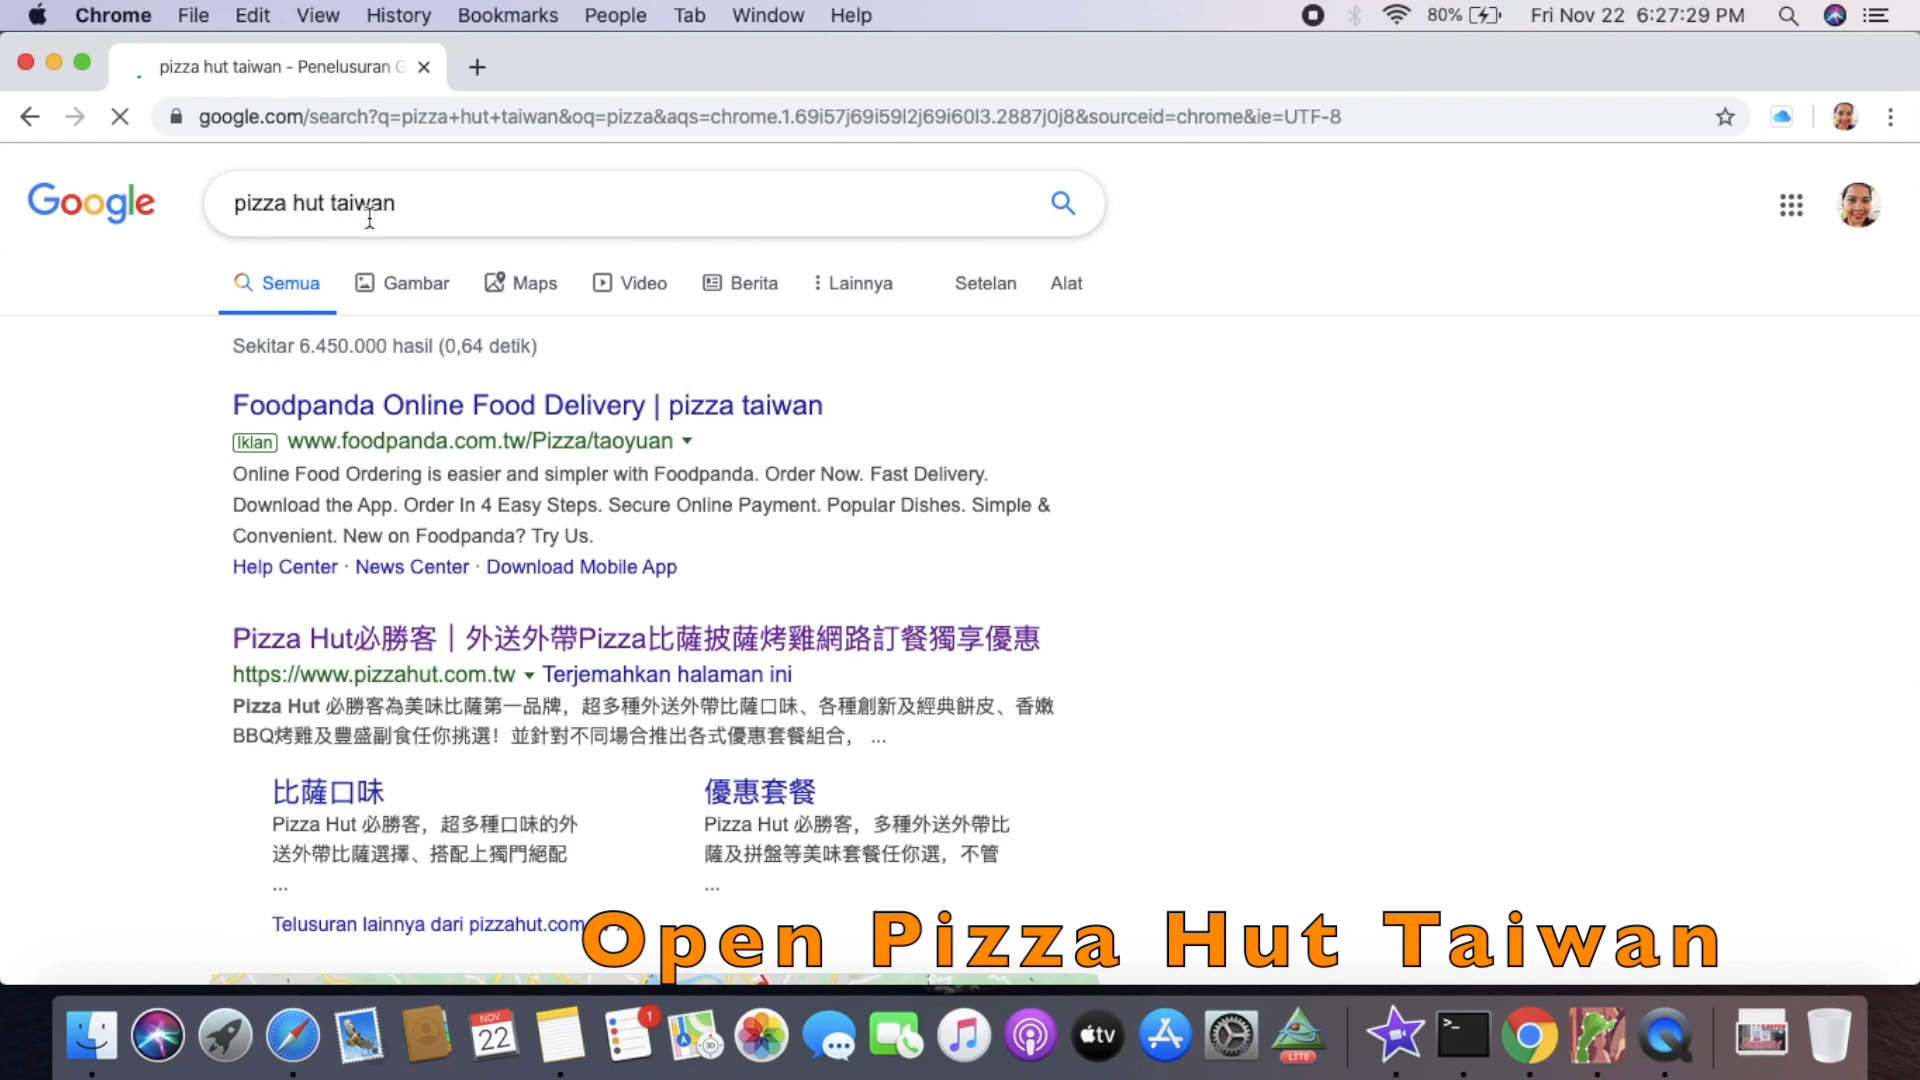 Chrome File Edit View History Bookmarks People Tab Window Help 80% Fri Nov 22 6:27:29 PM
pizza hut taiwan - Penelusuran G
google.com/search?q=pizza+hut+taiwan&oq=pizza&aqs=chrome.1.69i57j69i59l2j69i60l3.2887j0j8&sourceid=chrome&ie=UTF-8
Google pizza hut taiwan
Semua Gambar Maps Video Berita Lainnya Setelan Alat
Sekitar 6.450.000 hasil (0,64 detik)
Foodpanda Online Food Delivery | pizza taiwan
Iklan www.foodpanda.com.tw/Pizza/taoyuan
Online Food Ordering is easier and simpler with Foodpanda. Order Now. Fast Delivery.
Download the App. Order In 4 Easy Steps. Secure Online Payment. Popular Dishes. Simple &
Convenient. New on Foodpanda? Try Us.
Help Center · News Center · Download Mobile App
Pizza Hut必勝客｜外送外帶Pizza比薩披薩烤雞網路訂餐獨享優惠
https://www.pizzahut.com.tw Terjemahkan halaman ini
Pizza Hut 必勝客為美味比薩第一品牌，超多種外送外帶比薩口味、各種創新及經典餅皮、香嫩
BBQ烤雞及豐盛副食任你挑選！並針對不同場合推出各式優惠套餐組合， ...
比薩口味
Pizza Hut 必勝客，超多種口味的外
送外帶比薩選擇、搭配上獨門絕配
...
優惠套餐
Pizza Hut 必勝客，多種外送外帶比
薩及拼盤等美味套餐任你選，不管
...
Telusuran lainnya dari pizzahut.com
Open Pizza Hut Taiwan
NOV
22
1
3D
tv
LITE
>_